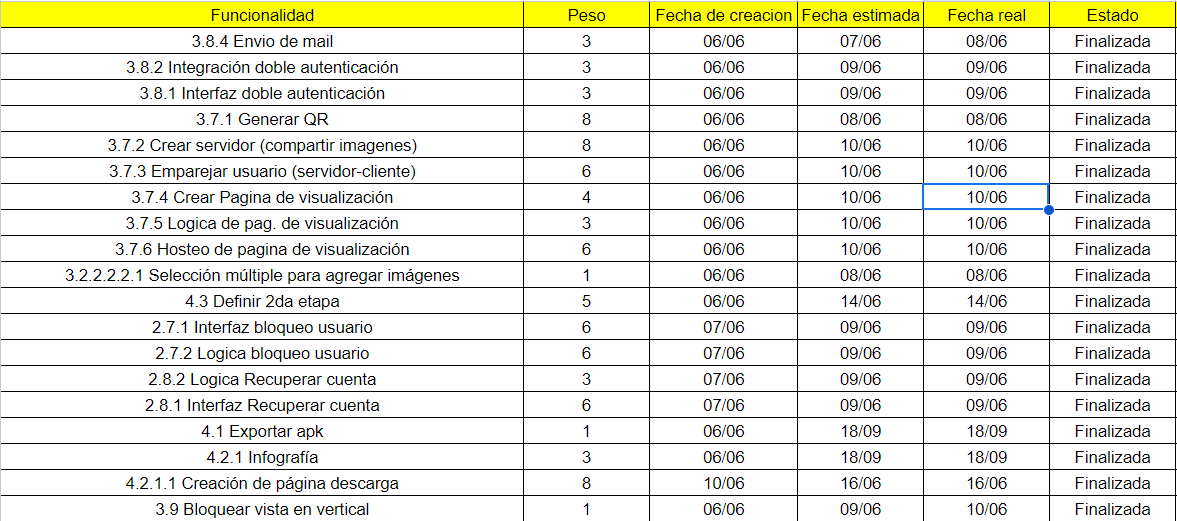 Funcionalidad Peso Fecha de creacion Fecha estimada Fecha real Estado
3.8.4 Envio de mail 3 06/06 07/06 08/06 Finalizada
3.8.2 Integración doble autenticación 3 06/06 09/06 09/06 Finalizada
3.8.1 Interfaz doble autenticación 3 06/06 09/06 09/06 Finalizada
3.7.1 Generar QR 8 06/06 08/06 08/06 Finalizada
3.7.2 Crear servidor (compartir imagenes) 8 06/06 10/06 10/06 Finalizada
3.7.3 Emparejar usuario (servidor-cliente) 6 06/06 10/06 10/06 Finalizada
3.7.4 Crear Pagina de visualización 4 06/06 10/06 10/06 Finalizada
3.7.5 Logica de pag. de visualización 3 06/06 10/06 10/06 Finalizada
3.7.6 Hosteo de pagina de visualización 6 06/06 10/06 10/06 Finalizada
3.2.2.2.2.1 Selección múltiple para agregar imágenes 1 06/06 08/06 08/06 Finalizada
4.3 Definir 2da etapa 5 06/06 14/06 14/06 Finalizada
2.7.1 Interfaz bloqueo usuario 6 07/06 09/06 09/06 Finalizada
2.7.2 Logica bloqueo usuario 6 07/06 09/06 09/06 Finalizada
2.8.2 Logica Recuperar cuenta 3 07/06 09/06 09/06 Finalizada
2.8.1 Interfaz Recuperar cuenta 6 07/06 09/06 09/06 Finalizada
4.1 Exportar apk 1 06/06 18/09 18/09 Finalizada
4.2.1 Infografía 3 06/06 18/09 18/09 Finalizada
4.2.1.1 Creación de página descarga 8 10/06 16/06 16/06 Finalizada
3.9 Bloquear vista en vertical 1 06/06 09/06 10/06 Finalizada